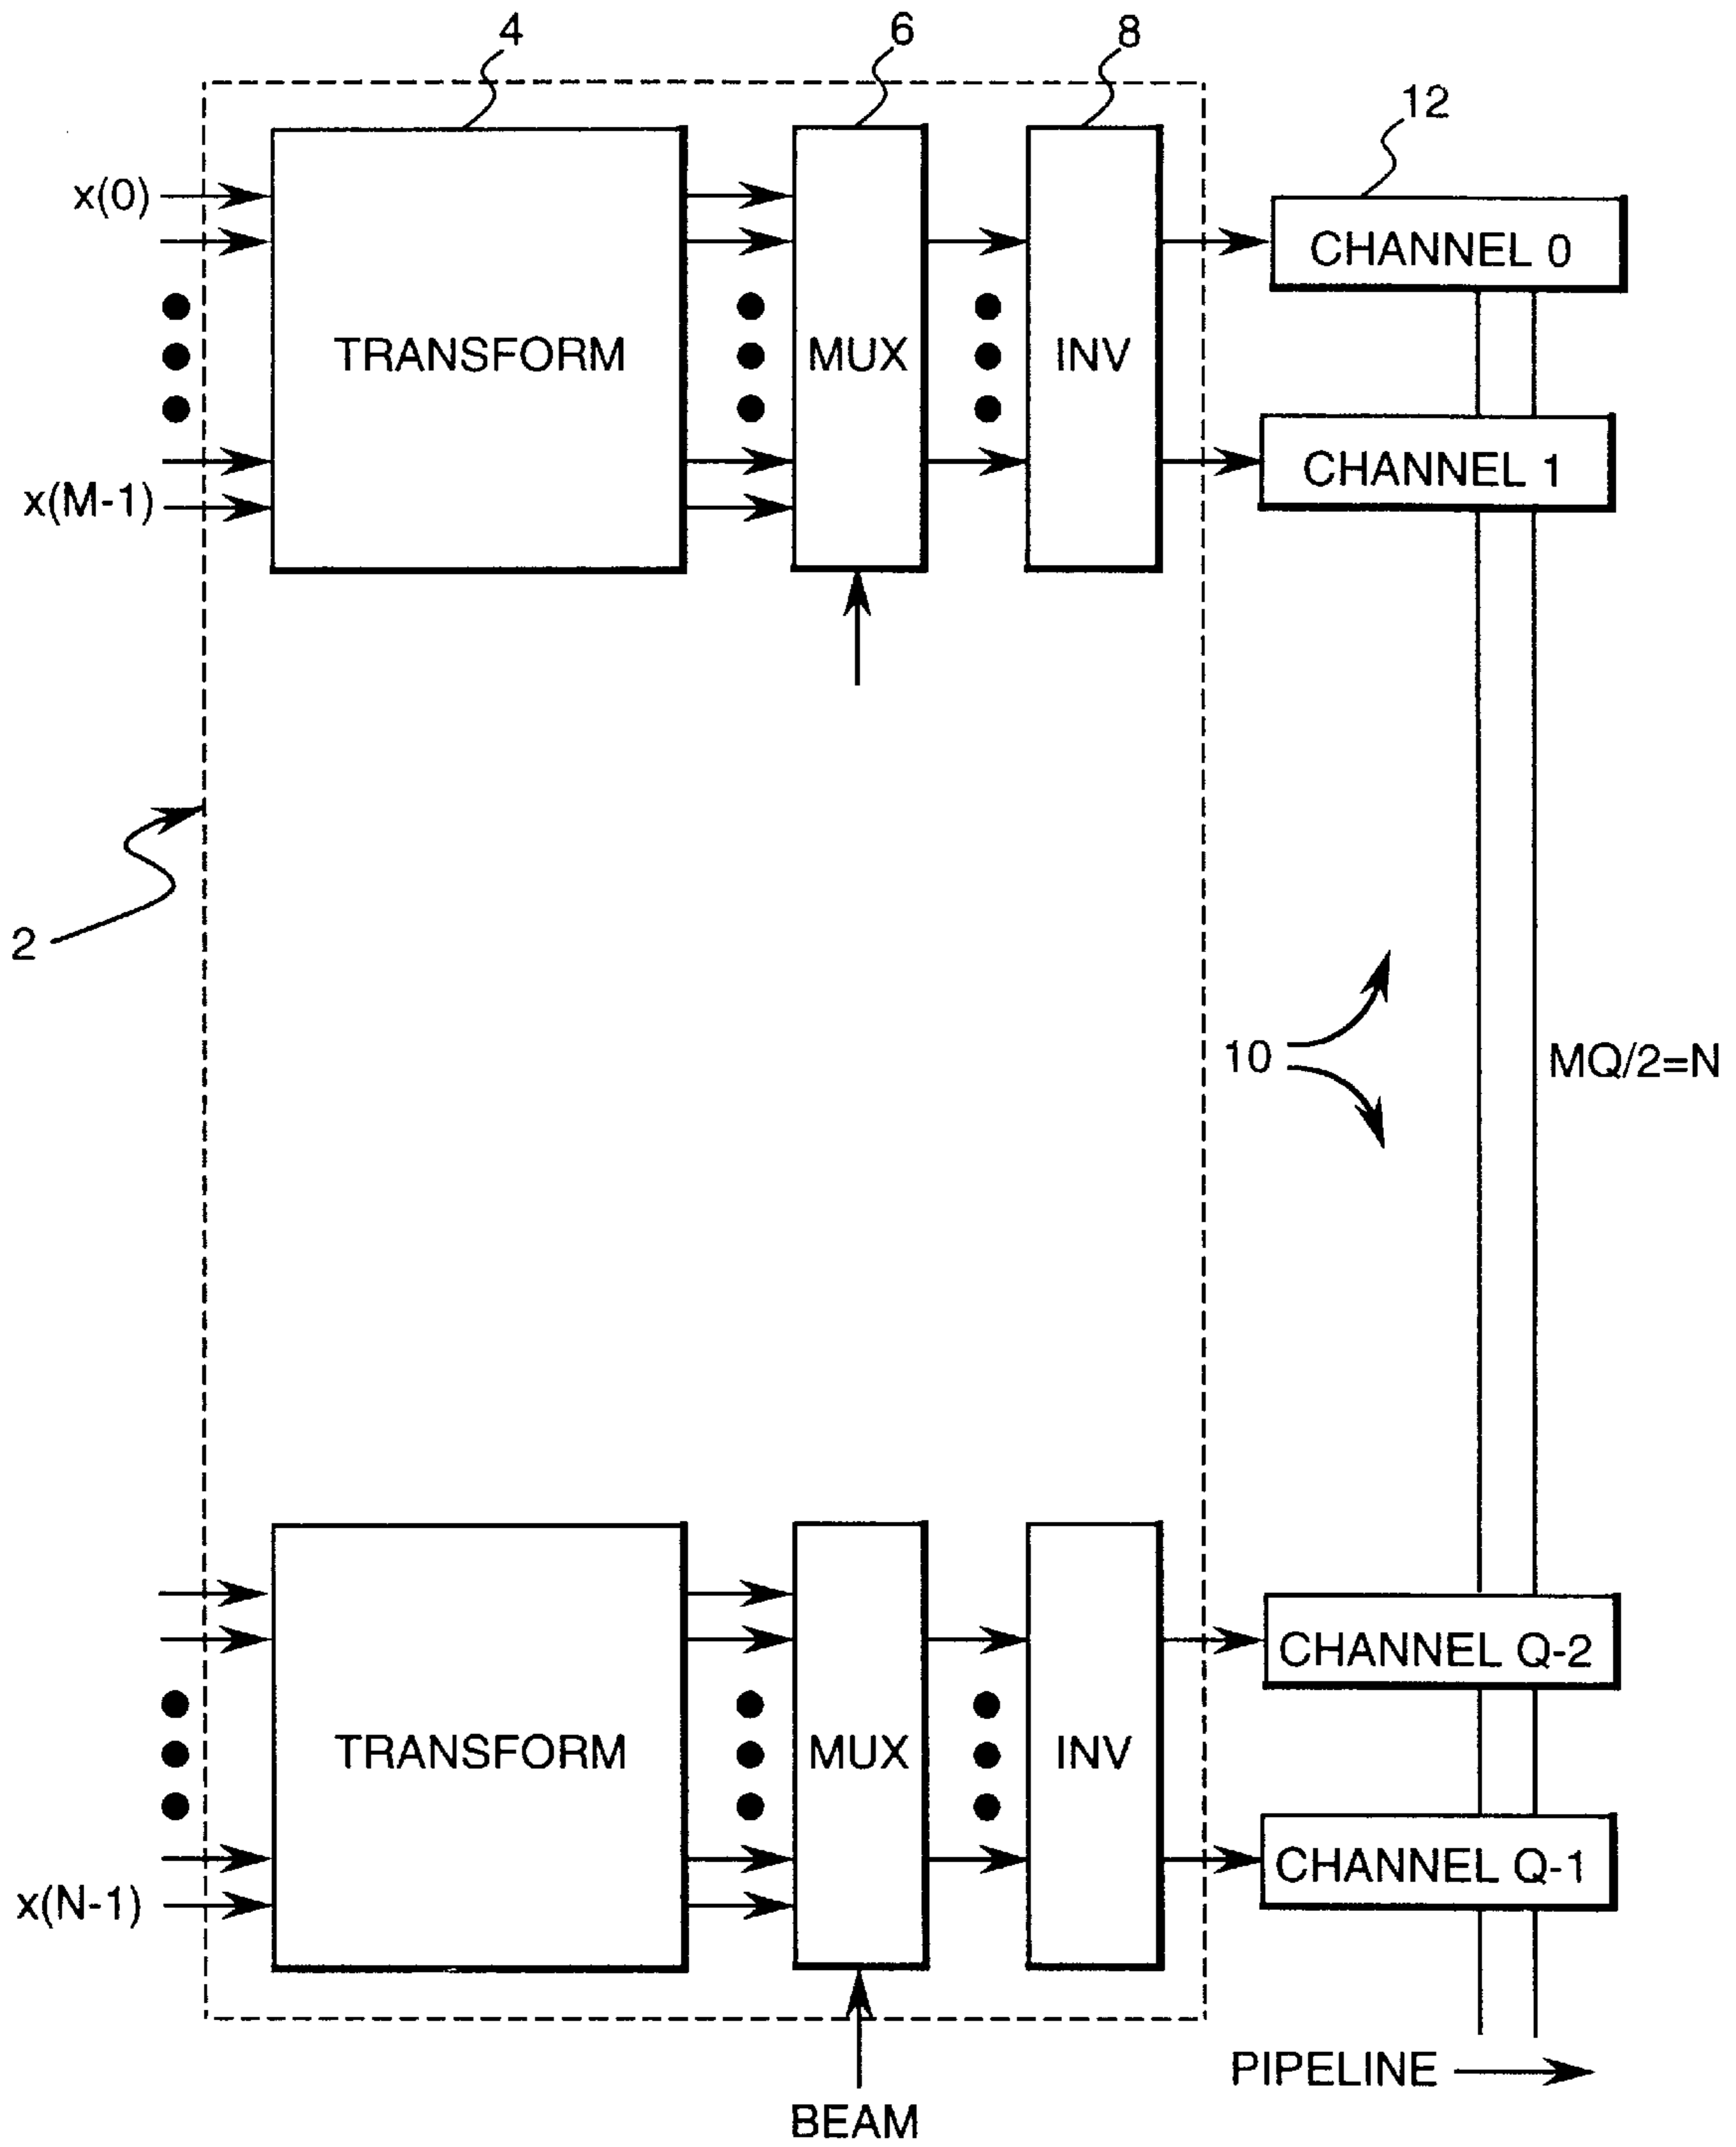 4
6
8
12
x(0)
CHANNEL 0
TRANSFORM
MUX
INV
CHANNEL 1
x(M-1)
2
10
MQ/2=N
CHANNEL Q-2
TRANSFORM
MUX
INV
CHANNEL Q-1
x(N-1)
PIPELINE
BEAM